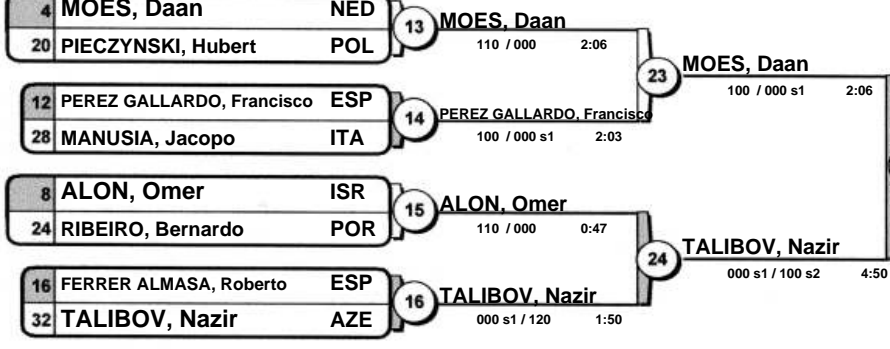 4 MOES, Daan NED
20 PIECZYNSKI, Hubert POL
13
MOES, Daan
110 / 000 2:06
12 PEREZ GALLARDO, Francisco ESP
28 MANUSIA, Jacopo ITA
14
PEREZ GALLARDO, Francisco
100 / 000 s1 2:03
23
MOES, Daan
100 / 000 s1 2:06
8 ALON, Omer ISR
24 RIBEIRO, Bernardo POR
15
ALON, Omer
110 / 000 0:47
16 FERRER ALMASA, Roberto ESP
32 TALIBOV, Nazir AZE
16
TALIBOV, Nazir
000 s1 / 120 1:50
24
TALIBOV, Nazir
000 s1 / 100 s2 4:50